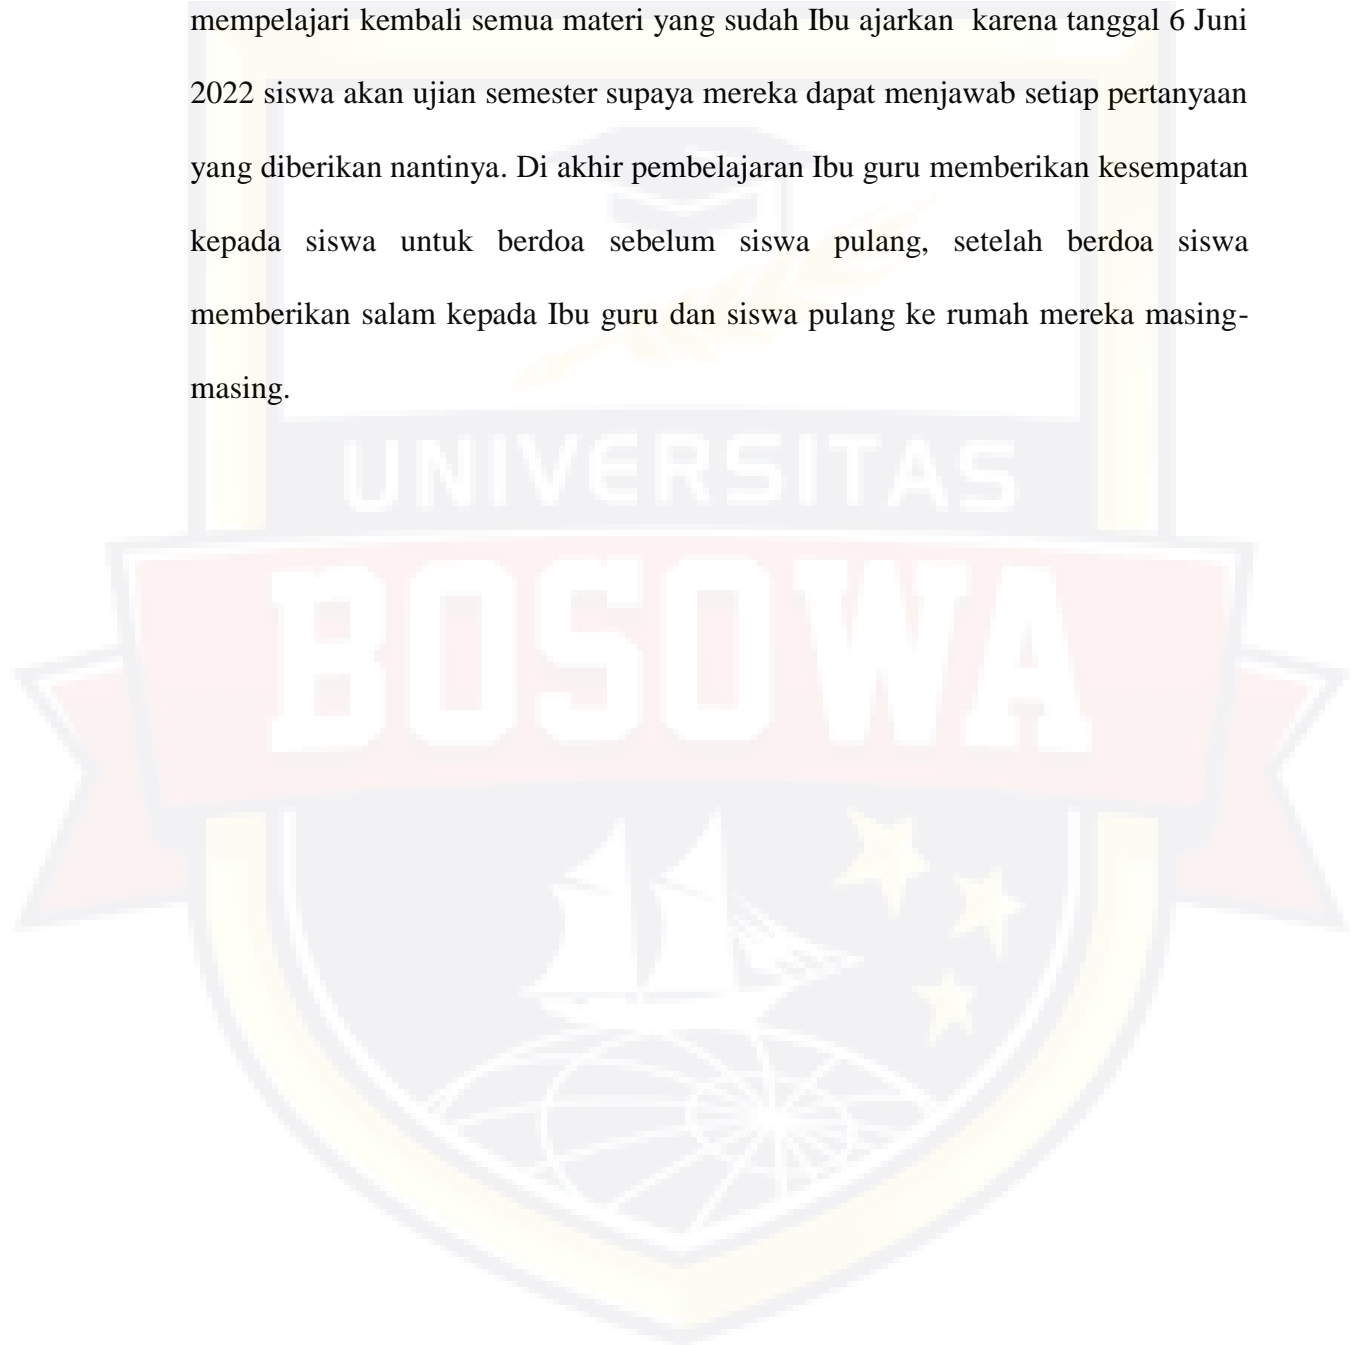 mempelajari kembali semua materi yang sudah Ibu ajarkan  karena tanggal 6 Juni
2022 siswa akan ujian semester supaya mereka dapat menjawab setiap pertanyaan
yang diberikan nantinya. Di akhir pembelajaran Ibu guru memberikan kesempatan
kepada siswa untuk berdoa sebelum siswa pulang, setelah berdoa siswa
memberikan salam kepada Ibu guru dan siswa pulang ke rumah mereka masing-
masing.
UNIVERSITAS
BOSOWA